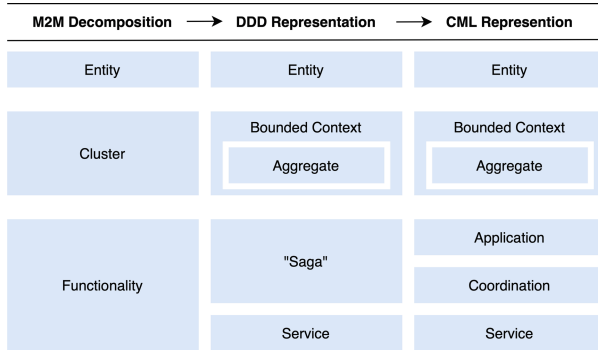 M2M Decomposition → DDD Representation → CML Represention
Entity Entity Entity
Cluster
Bounded Context
Aggregate
Bounded Context
Aggregate
Functionality
"Saga"
Service
Application
Coordination
Service